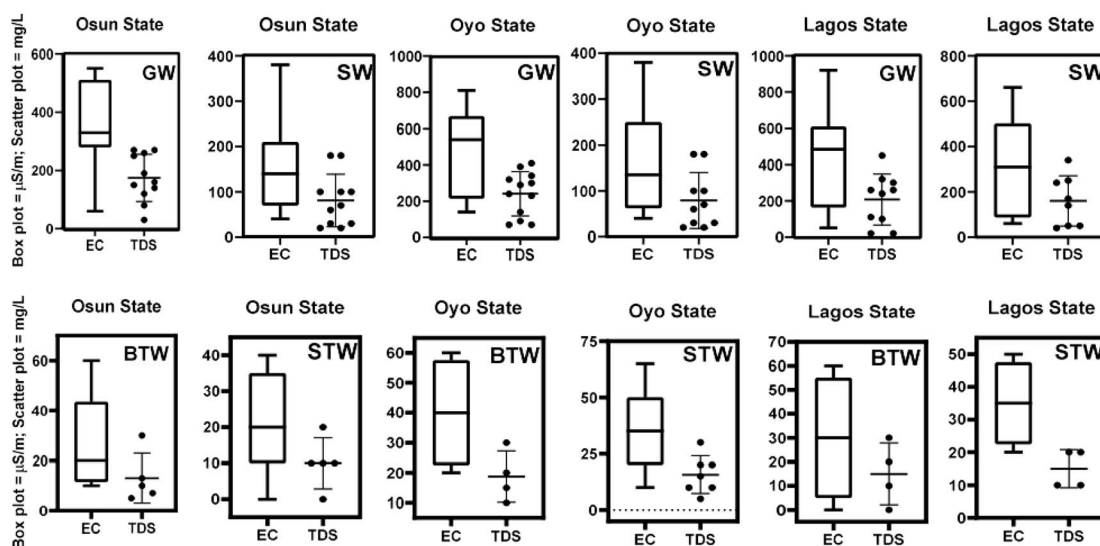 Osun State
Osun State
Oyo State
Oyo State
Lagos State
Lagos State
Box plot = μS/m; Scatter plot = mg/L
600
400
200
0
GW
EC
TDS
400
300
200
100
0
SW
EC
TDS
1000
800
600
400
200
0
GW
EC
TDS
400
300
200
100
0
SW
EC
TDS
1000
800
600
400
200
0
GW
EC
TDS
800
600
400
200
0
SW
EC
TDS
Osun State
Osun State
Oyo State
Oyo State
Lagos State
Lagos State
Box plot = μS/m; Scatter plot = mg/L
60
40
20
0
BTW
EC
TDS
40
30
20
10
0
STW
EC
TDS
60
50
40
30
20
10
BTW
EC
TDS
75
50
25
0
STW
EC
TDS
70
60
50
40
30
20
10
0
BTW
EC
TDS
50
40
30
20
10
0
STW
EC
TDS